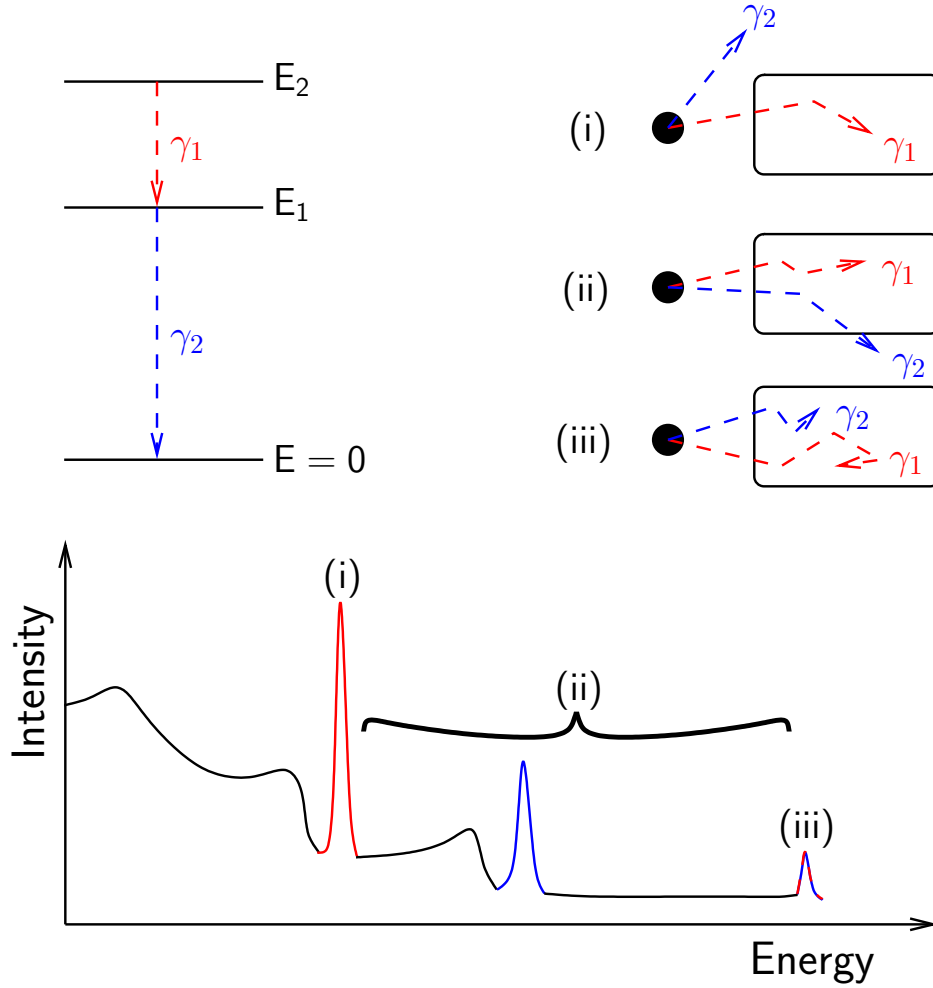 E₂
γ₁
E₁
γ₂
E = 0
γ₂
(i)
γ₁
(ii)
γ₁
γ₂
(iii)
γ₂
γ₁
Intensity
(i)
(ii)
(iii)
Energy